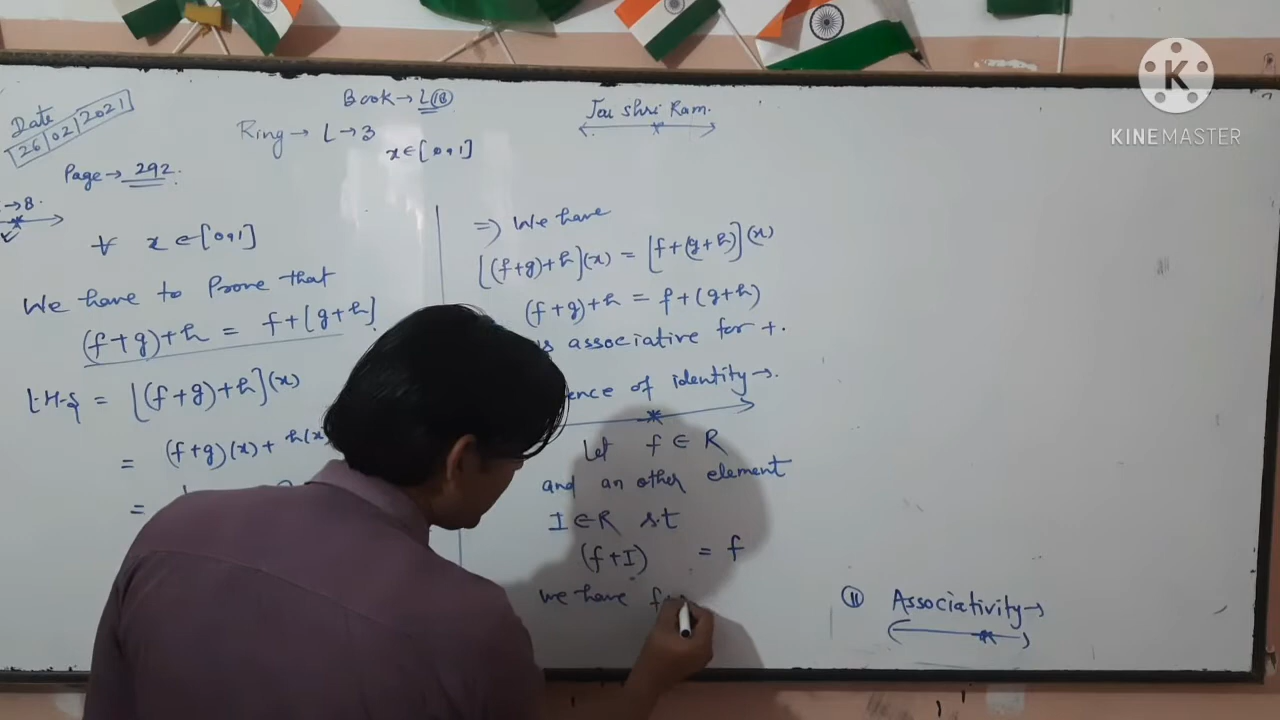 Date
26/02/2021
Book→L(18)
Ring→ L→3
x∈[0,1]
Jai Shri Ram.
Page→ 292.
→8.
∀ x ∈ [0,1]
We have to Prove that
(f+g)+h = f+[g+h]
L.H.S = [(f+g)+h](x)
= (f+g)(x)+ h(x
=
⇒ We have
[(f+g)+h](x) = [f+(g+h)](x)
(f+g)+h = f+(g+h)
is associative for +.
ence of identity→.
Let f ∈ R
and an other element
I ∈ R s.t
(f+I) = f
We have f+
(II) Associativity→
KINEMASTER